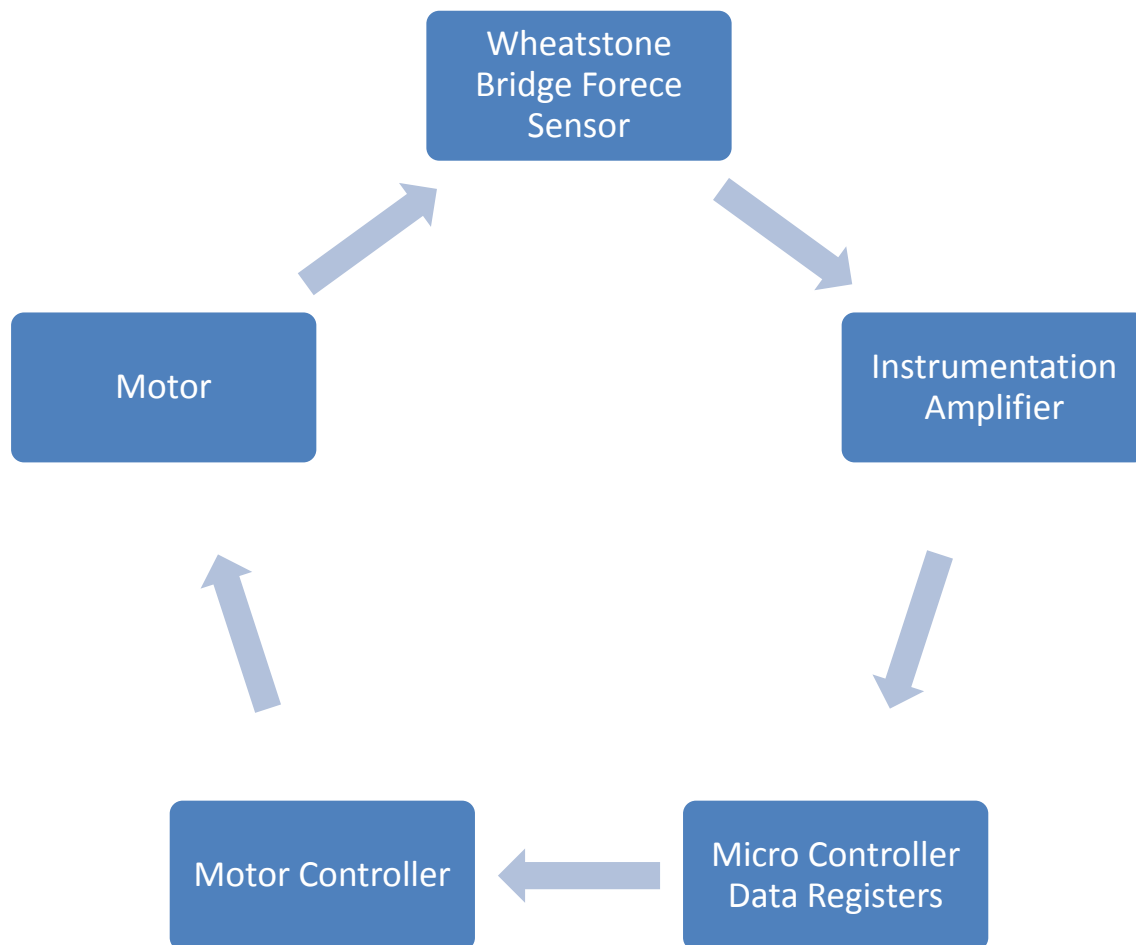 Wheatstone
Bridge Forece
Sensor
Instrumentation
Amplifier
Micro Controller
Data Registers
Motor Controller
Motor